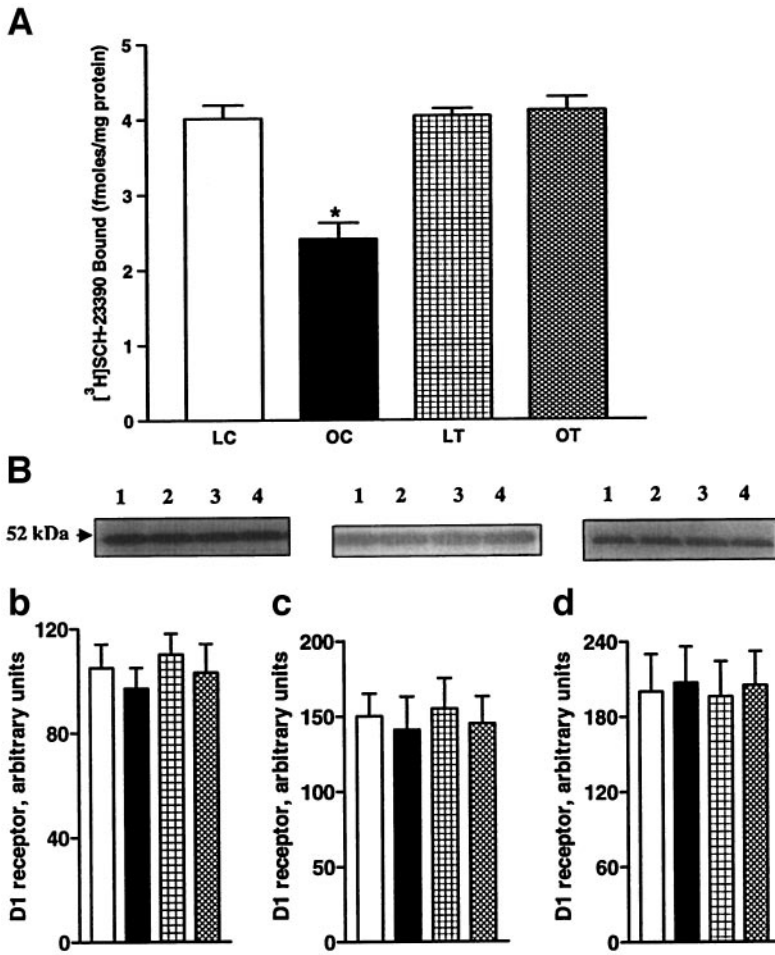 A
[³H]SCH-23390 Bound (fmoles/mg protein)
5
4
3
2
1
0
*
LC OC LT OT
B
1 2 3 4
1 2 3 4
1 2 3 4
52 kDa
b
D1 receptor, arbitrary units
120
80
40
0
c
D1 receptor, arbitrary units
200
150
100
50
0
d
D1 receptor, arbitrary units
240
180
120
60
0